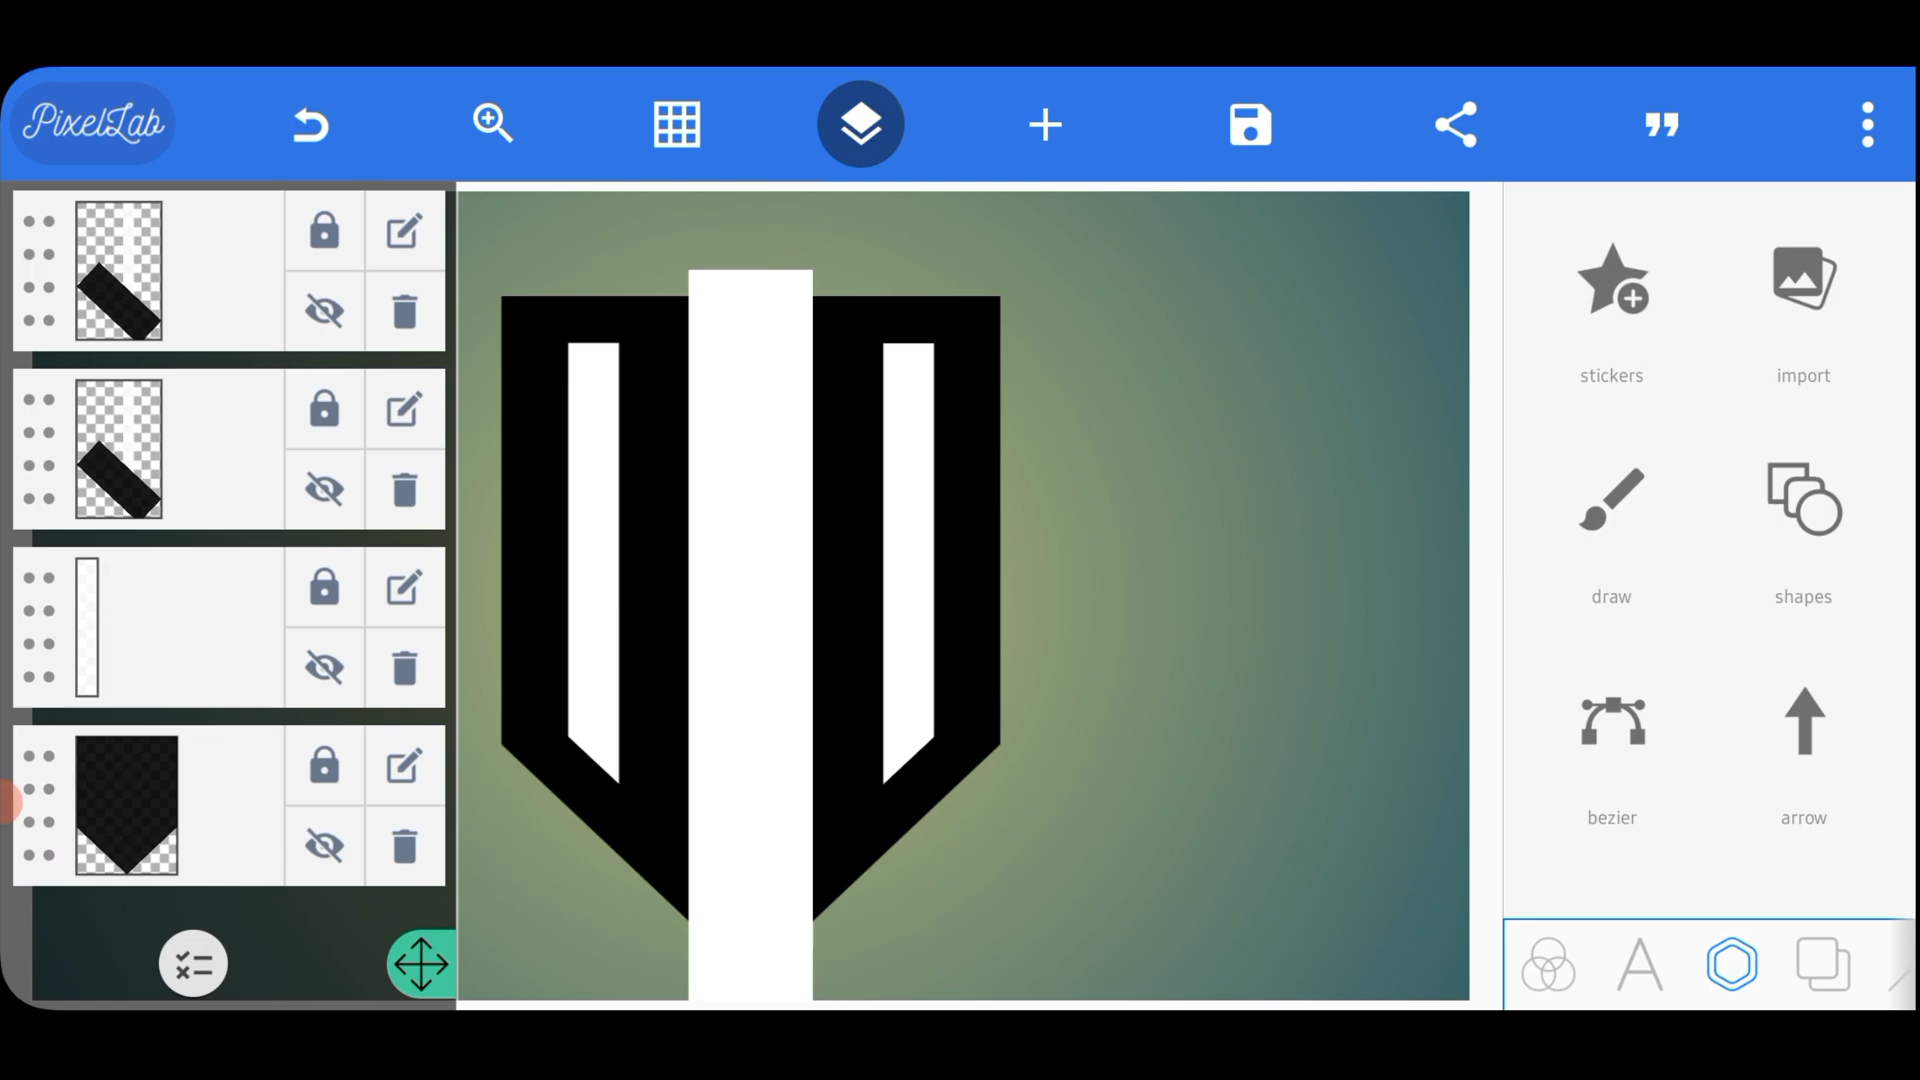 PixelLab
stickers
import
draw
shapes
bezier
arrow